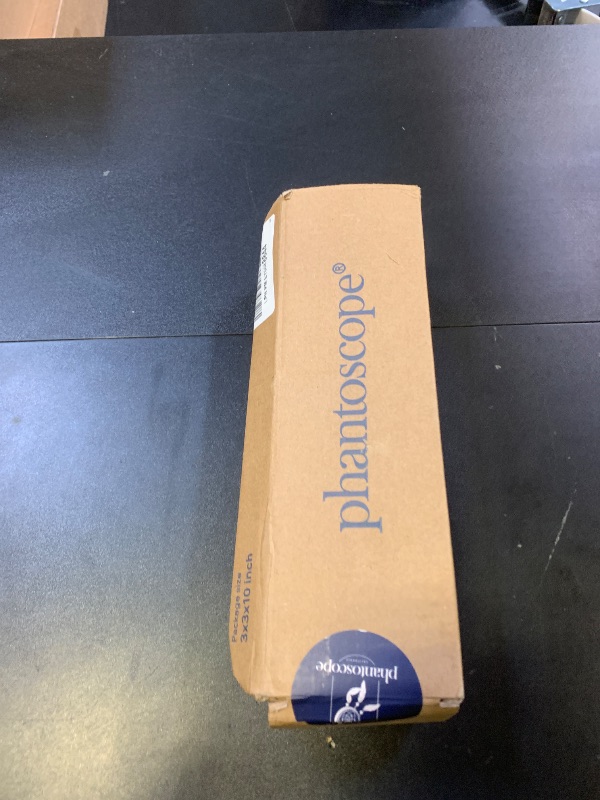 phantoscope®
Package size
3x3x10 inch
phantoscope